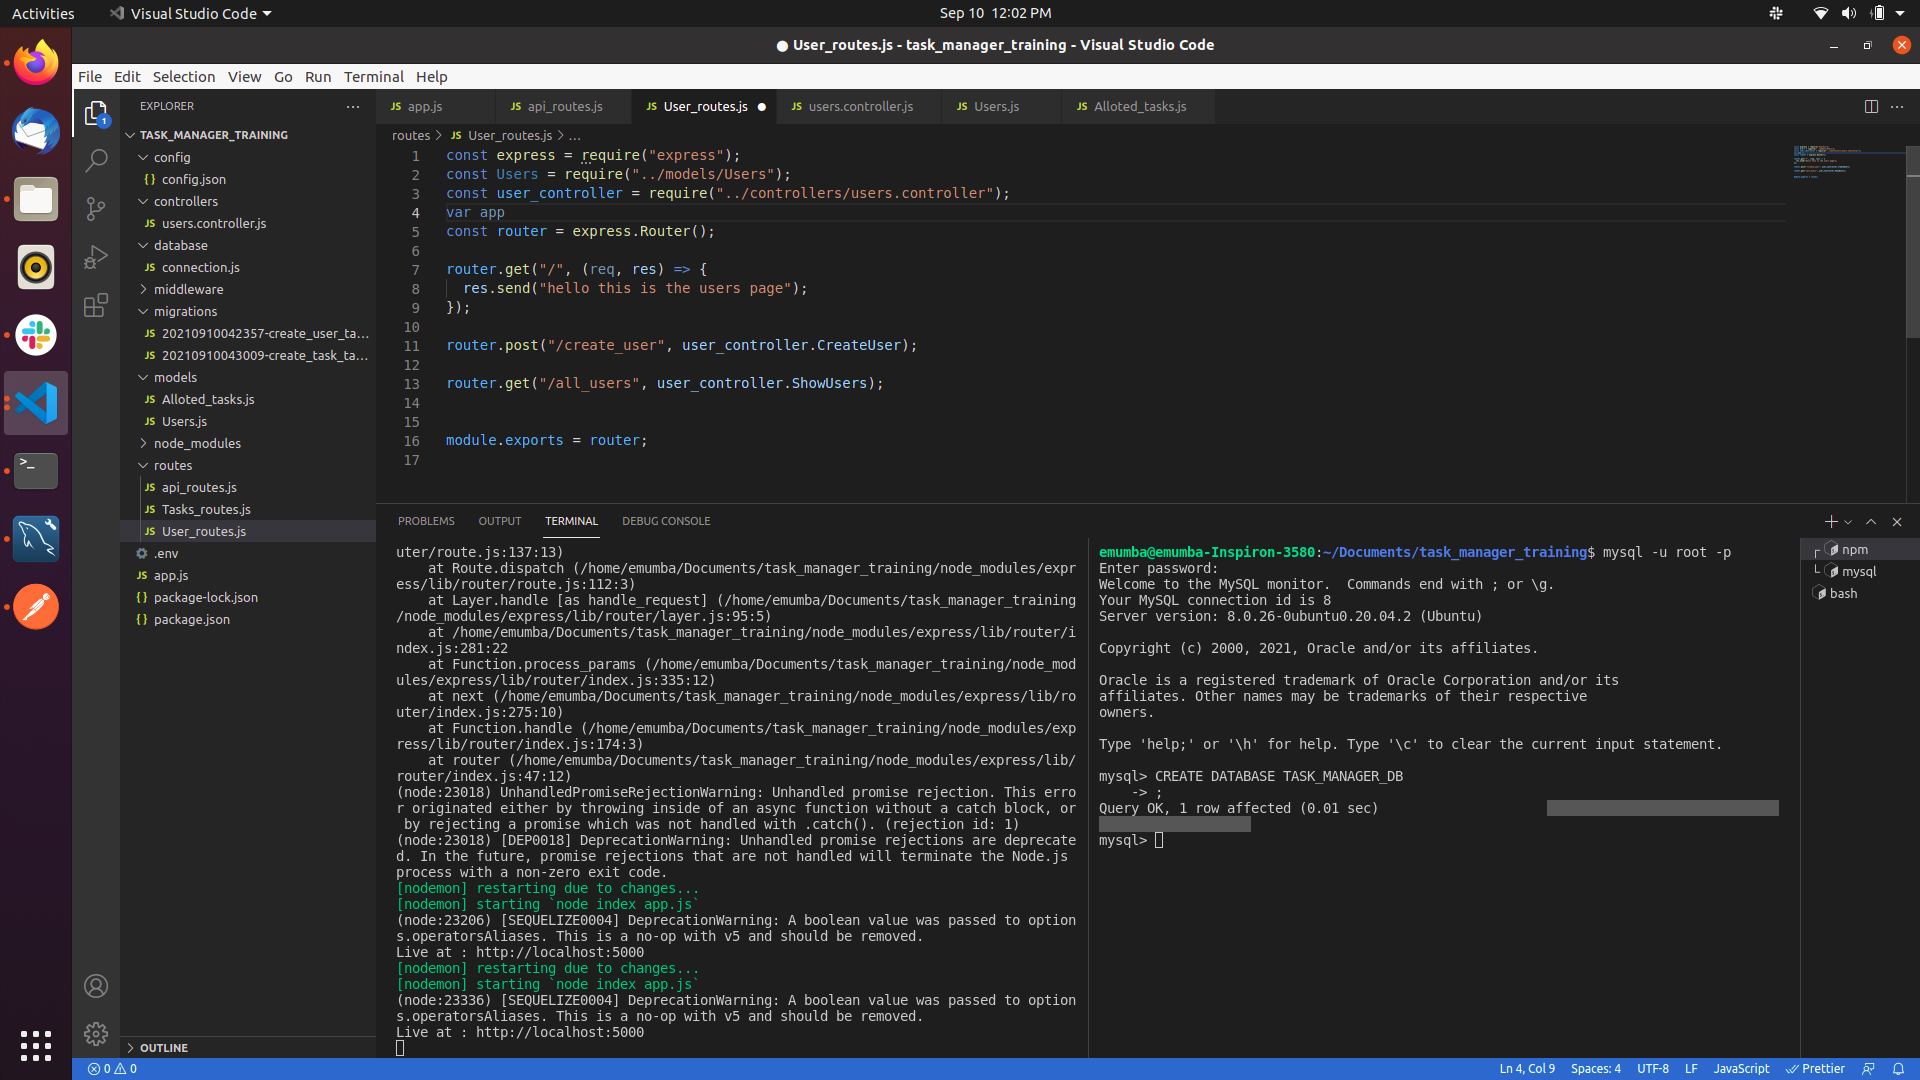 Activities
Visual Studio Code
Sep 10 12:02 PM
● User_routes.js - task_manager_training - Visual Studio Code
File Edit Selection View Go Run Terminal Help
EXPLORER
TASK_MANAGER_TRAINING
config
{} config.json
controllers
JS users.controller.js
database
JS connection.js
middleware
migrations
JS 20210910042357-create_user_ta...
JS 20210910043009-create_task_ta...
models
JS Alloted_tasks.js
JS Users.js
node_modules
routes
JS api_routes.js
JS Tasks_routes.js
JS User_routes.js
.env
JS app.js
{} package-lock.json
{} package.json
OUTLINE
JS app.js
JS api_routes.js
JS User_routes.js ●
JS users.controller.js
JS Users.js
JS Alloted_tasks.js
routes > JS User_routes.js > ...
1 const express = require("express");
2 const Users = require("../models/Users");
3 const user_controller = require("../controllers/users.controller");
4 var app
5 const router = express.Router();
6
7 router.get("/", (req, res) => {
8 res.send("hello this is the users page");
9 });
10
11 router.post("/create_user", user_controller.CreateUser);
12
13 router.get("/all_users", user_controller.ShowUsers);
14
15
16 module.exports = router;
17
PROBLEMS OUTPUT TERMINAL DEBUG CONSOLE
uter/route.js:137:13)
at Route.dispatch (/home/emumba/Documents/task_manager_training/node_modules/expr
ess/lib/router/route.js:112:3)
at Layer.handle [as handle_request] (/home/emumba/Documents/task_manager_training
/node_modules/express/lib/router/layer.js:95:5)
at /home/emumba/Documents/task_manager_training/node_modules/express/lib/router/i
ndex.js:281:22
at Function.process_params (/home/emumba/Documents/task_manager_training/node_mod
ules/express/lib/router/index.js:335:12)
at next (/home/emumba/Documents/task_manager_training/node_modules/express/lib/ro
uter/index.js:275:10)
at Function.handle (/home/emumba/Documents/task_manager_training/node_modules/exp
ress/lib/router/index.js:174:3)
at router (/home/emumba/Documents/task_manager_training/node_modules/express/lib/
router/index.js:47:12)
(node:23018) UnhandledPromiseRejectionWarning: Unhandled promise rejection. This erro
r originated either by throwing inside of an async function without a catch block, or
by rejecting a promise which was not handled with .catch(). (rejection id: 1)
(node:23018) [DEP0018] DeprecationWarning: Unhandled promise rejections are deprecate
d. In the future, promise rejections that are not handled will terminate the Node.js
process with a non-zero exit code.
[nodemon] restarting due to changes...
[nodemon] starting `node index app.js`
(node:23206) [SEQUELIZE0004] DeprecationWarning: A boolean value was passed to option
s.operatorsAliases. This is a no-op with v5 and should be removed.
Live at : http://localhost:5000
[nodemon] restarting due to changes...
[nodemon] starting `node index app.js`
(node:23336) [SEQUELIZE0004] DeprecationWarning: A boolean value was passed to option
s.operatorsAliases. This is a no-op with v5 and should be removed.
Live at : http://localhost:5000
emumba@emumba-Inspiron-3580:~/Documents/task_manager_training$ mysql -u root -p
Enter password:
Welcome to the MySQL monitor. Commands end with ; or \g.
Your MySQL connection id is 8
Server version: 8.0.26-0ubuntu0.20.04.2 (Ubuntu)
Copyright (c) 2000, 2021, Oracle and/or its affiliates.
Oracle is a registered trademark of Oracle Corporation and/or its
affiliates. Other names may be trademarks of their respective
owners.
Type 'help;' or '\h' for help. Type '\c' to clear the current input statement.
mysql> CREATE DATABASE TASK_MANAGER_DB
-> ;
Query OK, 1 row affected (0.01 sec)
mysql>
npm
mysql
bash
0 0
Ln 4, Col 9 Spaces: 4 UTF-8 LF JavaScript Prettier